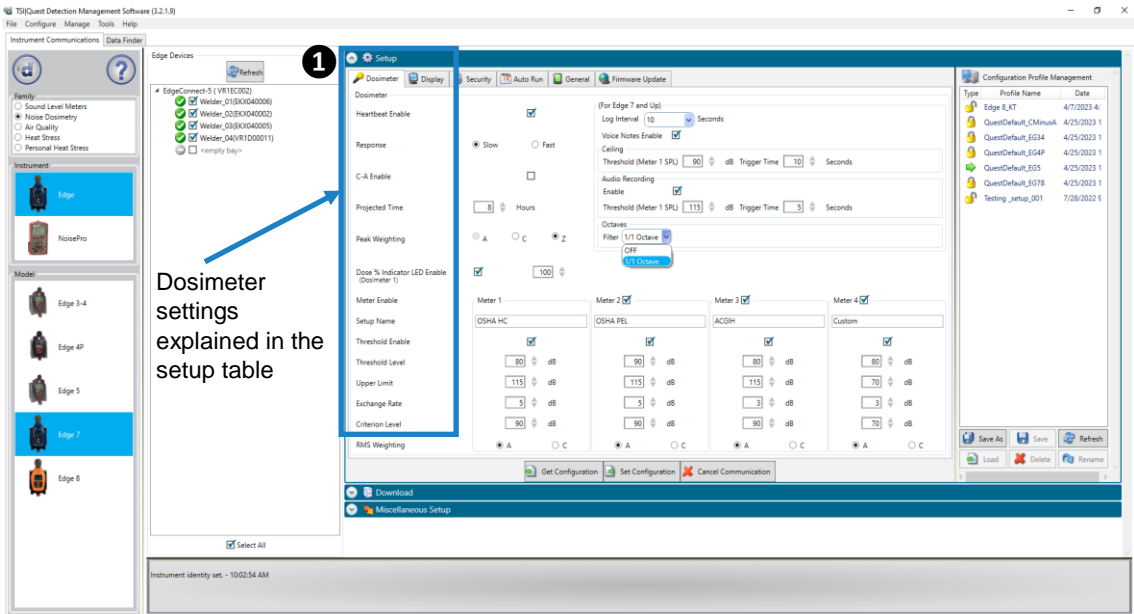 TSI|Quest Detection Management Software (3.2.1.9)
File Configure Manage Tools Help
Instrument Communications Data Finder
Family
Sound Level Meters
Noise Dosimetry
Air Quality
Heat Stress
Personal Heat Stress
Instrument
Edge
NoisePro
Model
Edge 3-4
Edge 4P
Edge 5
Edge 7
Edge 8
Edge Devices
Refresh
EdgeConnect-5 ( VR1EC002)
Welder_01(EKX040006)
Welder_02(EKX040002)
Welder_03(EKX040005)
Welder_04(VR1D00011)
<empty bay>
Select All
1
Dosimeter
settings
explained in the
setup table
Setup
Dosimeter Display Security Auto Run General Firmware Update
Dosimeter
Heartbeat Enable
Response Slow Fast
C-A Enable
Projected Time 8 Hours
Peak Weighting A C Z
Dose % Indicator LED Enable 100
(Dosimeter 1)
(For Edge 7 and Up)
Log Interval 10 Seconds
Voice Notes Enable
Ceiling
Threshold (Meter 1 SPL) 90 dB Trigger Time 10 Seconds
Audio Recording
Enable
Threshold (Meter 1 SPL) 115 dB Trigger Time 5 Seconds
Octaves
Filter 1/1 Octave
OFF
1/1 Octave
Meter Enable Meter 1 Meter 2 Meter 3 Meter 4
Setup Name OSHA HC OSHA PEL ACGIH Custom
Threshold Enable
Threshold Level 80 dB 90 dB 80 dB 80 dB
Upper Limit 115 dB 115 dB 115 dB 70 dB
Exchange Rate 5 dB 5 dB 3 dB 3 dB
Criterion Level 90 dB 90 dB 90 dB 70 dB
RMS Weighting A C A C A C A C
Get Configuration Set Configuration Cancel Communication
Download
Miscellaneous Setup
Configuration Profile Management
Type Profile Name Date
Edge 8_KT 4/7/2023 4:
QuestDefault_CMinusA 4/25/2023 1
QuestDefault_EG34 4/25/2023 1
QuestDefault_EG4P 4/25/2023 1
QuestDefault_EG5 4/25/2023 1
QuestDefault_EG78 4/25/2023 1
Testing _setup_001 7/28/2022 9
Save As Save Refresh
Load Delete Rename
Instrument identity set. - 10:02:54 AM